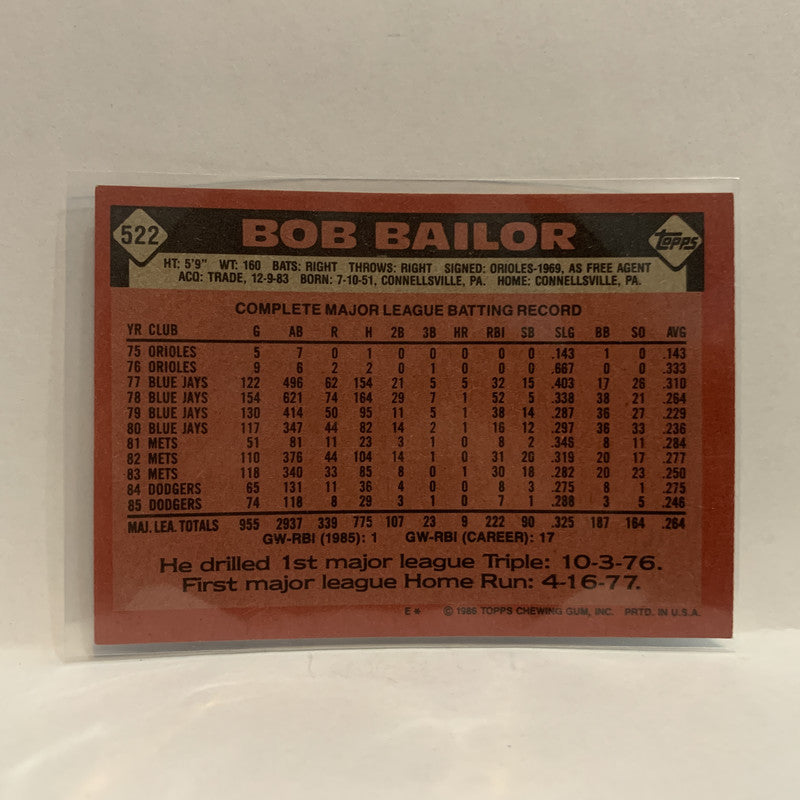 522 BOB BAILOR TOPPS
HT: 5'9" WT: 160 BATS: RIGHT THROWS: RIGHT SIGNED: ORIOLES-1969, AS FREE AGENT
ACQ: TRADE, 12-9-83 BORN: 7-10-51, CONNELLSVILLE, PA. HOME: CONNELLSVILLE, PA.
COMPLETE MAJOR LEAGUE BATTING RECORD
YR CLUB G AB R H 2B 3B HR RBI SB SLG BB SO AVG
75 ORIOLES 5 7 0 1 0 0 0 0 0 .143 1 0 .143
76 ORIOLES 9 6 2 2 0 1 0 0 0 .667 0 0 .333
77 BLUE JAYS 122 496 62 154 21 5 5 32 15 .403 17 26 .310
78 BLUE JAYS 154 621 74 164 29 7 1 52 5 .338 38 21 .264
79 BLUE JAYS 130 414 50 95 11 5 1 38 14 .287 36 27 .229
80 BLUE JAYS 117 347 44 82 14 2 1 16 12 .297 36 33 .236
81 METS 51 81 11 23 3 1 0 8 2 .346 8 11 .284
82 METS 110 376 44 104 14 1 0 31 20 .319 20 17 .277
83 METS 118 340 33 85 8 0 1 30 18 .282 20 23 .250
84 DODGERS 65 131 11 36 4 0 0 8 3 .275 8 1 .275
85 DODGERS 74 118 8 29 3 1 0 7 1 .288 3 5 .246
MAJ. LEA. TOTALS 955 2937 339 775 107 23 9 222 90 .325 187 164 .264
GW-RBI (1985): 1 GW-RBI (CAREER): 17
He drilled 1st major league Triple: 10-3-76.
First major league Home Run: 4-16-77.
E* © 1986 TOPPS CHEWING GUM, INC. PRTD. IN U.S.A.